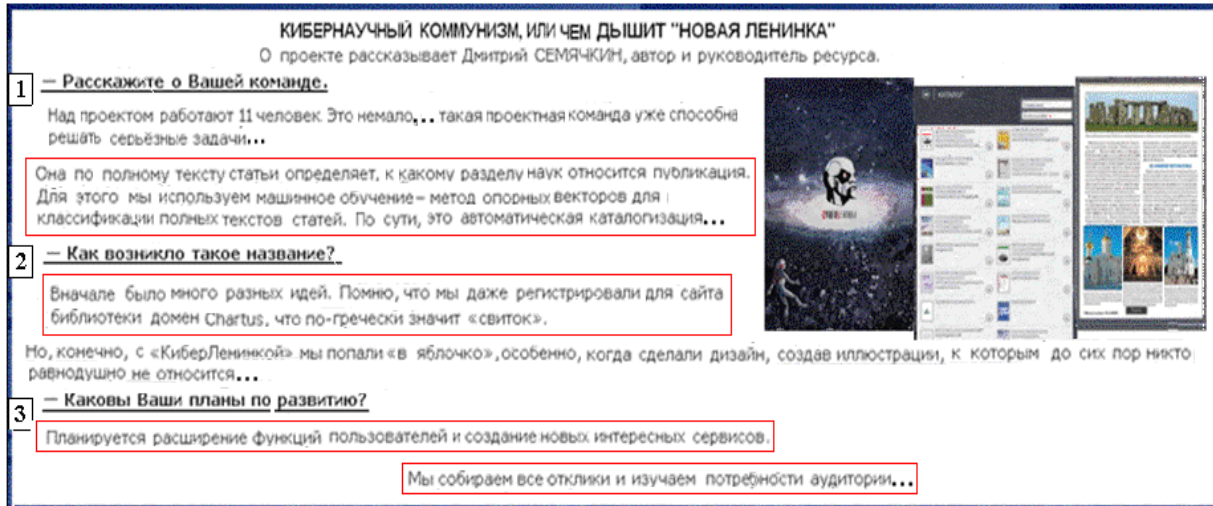 КИБЕРНАУЧНЫЙ КОММУНИЗМ, ИЛИ ЧЕМ ДЫШИТ "НОВАЯ ЛЕНИНКА"
О проекте рассказывает Дмитрий СЕМЯЧКИН, автор и руководитель ресурса.
1 — Расскажите о Вашей команде.
Над проектом работают 11 человек. Это немало... такая проектная команда уже способна
решать серьёзные задачи...
Она по полному тексту статьи определяет, к какому разделу наук относится публикация.
Для этого мы используем машинное обучение– метод опорных векторов для
классификации полных текстов статей. По сути, это автоматическая каталогизация...
2 — Как возникло такое название?
Вначале было много разных идей. Помню, что мы даже регистрировали для сайта
библиотеки домен Chartus, что по-гречески значит «свиток».
Но, конечно, с «КиберЛенинкой» мы попали «в яблочко», особенно, когда сделали дизайн, создав иллюстрации, к которым до сих пор никто
равнодушно не относится...
3 — Каковы Ваши планы по развитию?
Планируется расширение функций пользователей и создание новых интересных сервисов.
Мы собираем все отклики и изучаем потребности аудитории...
КАТАЛОГ